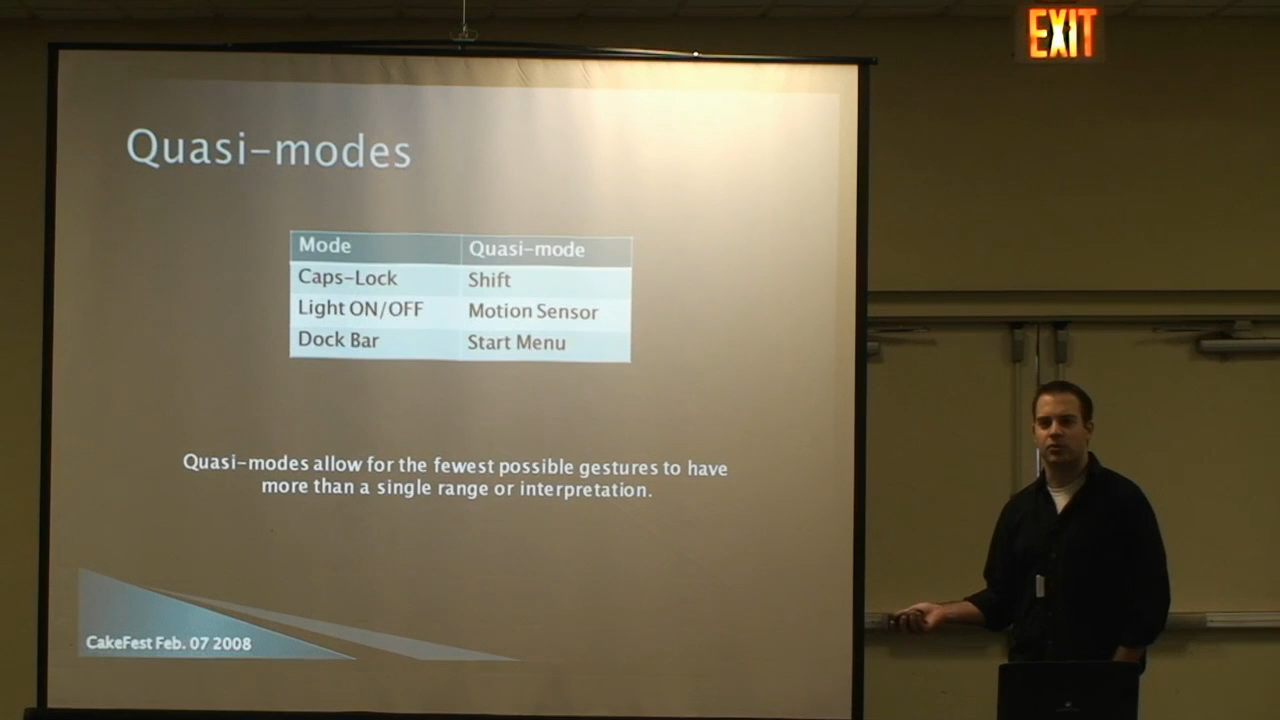 EXIT
Quasi-modes
Mode Quasi-mode
Caps-Lock Shift
Light ON/OFF Motion Sensor
Dock Bar Start Menu
Quasi-modes allow for the fewest possible gestures to have
more than a single range or interpretation.
CakeFest Feb. 07 2008